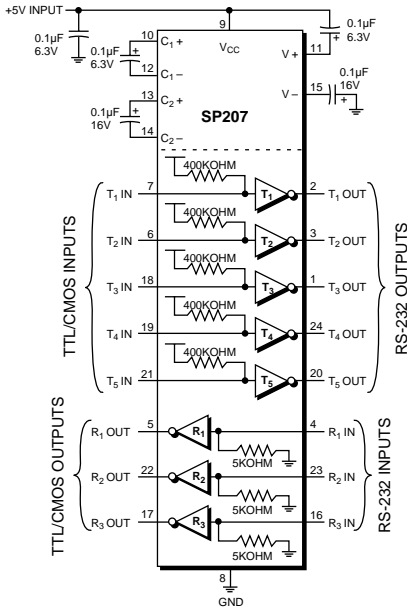 +5V INPUT
0.1µF
6.3V
0.1µF
6.3V
0.1µF
16V
10
C1 +
12
C1 –
13
C2 +
14
C2 –
9
VCC
V +
11
0.1µF
6.3V
V –
15
0.1µF
16V
SP207
TTL/CMOS INPUTS
RS-232 OUTPUTS
400KOHM
T1 IN
7
T1
2
T1 OUT
400KOHM
T2 IN
6
T2
3
T2 OUT
400KOHM
T3 IN
18
T3
1
T3 OUT
400KOHM
T4 IN
19
T4
24
T4 OUT
400KOHM
T5 IN
21
T5
20
T5 OUT
TTL/CMOS OUTPUTS
RS-232 INPUTS
R1 OUT
5
R1
4
R1 IN
5KOHM
R2 OUT
22
R2
23
R2 IN
5KOHM
R3 OUT
17
R3
16
R3 IN
5KOHM
8
GND